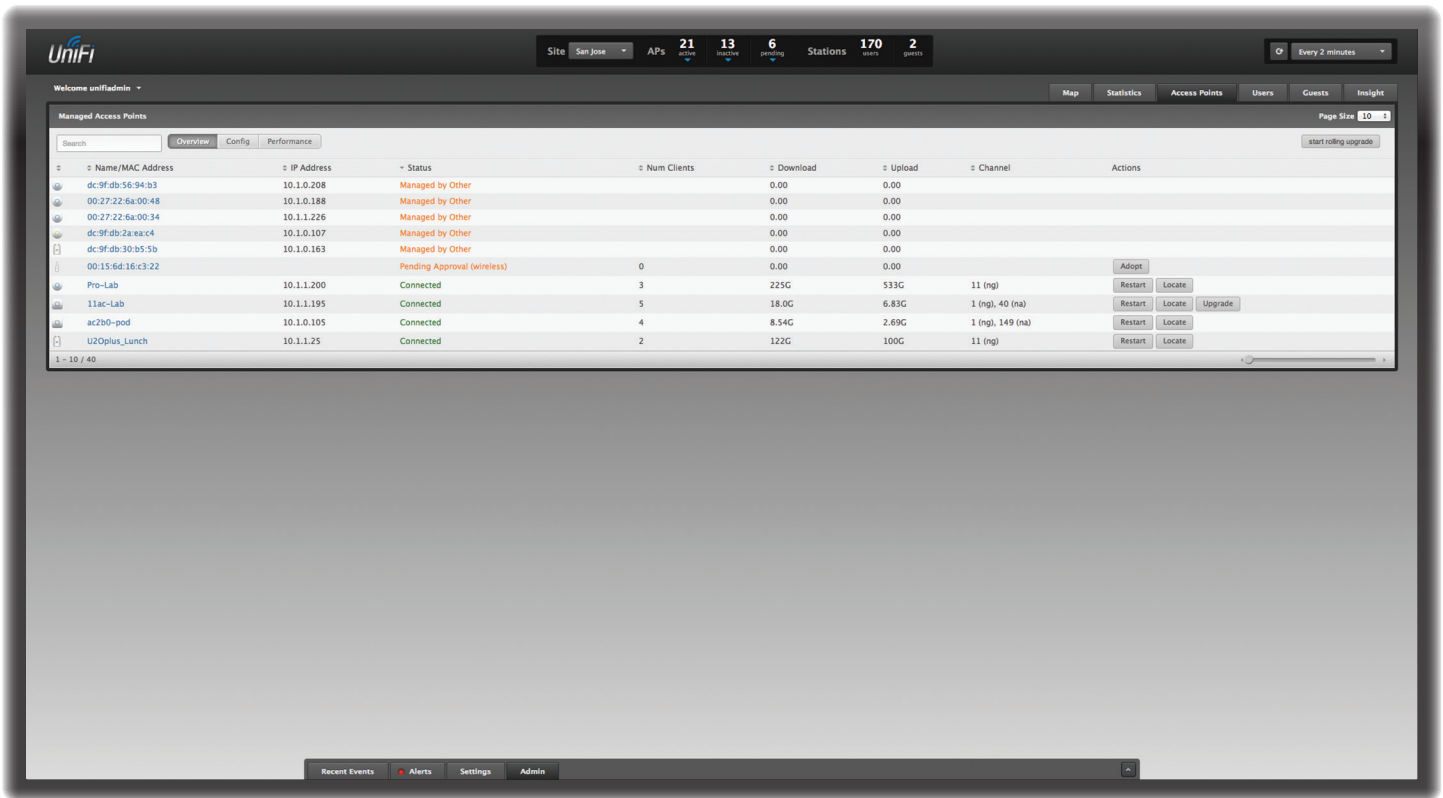 UniFi
Site San Jose APs 21 active 13 inactive 6 pending Stations 170 users 2 guests Every 2 minutes
Welcome unifiadmin Map Statistics Access Points Users Guests Insight
Managed Access Points Page Size 10
Search Overview Config Performance start rolling upgrade
Name/MAC Address IP Address Status Num Clients Download Upload Channel Actions
dc:9f:db:56:94:b3 10.1.0.208 Managed by Other 0.00 0.00
00:27:22:6a:00:48 10.1.0.188 Managed by Other 0.00 0.00
00:27:22:6a:00:34 10.1.1.226 Managed by Other 0.00 0.00
dc:9f:db:2a:ea:c4 10.1.0.107 Managed by Other 0.00 0.00
dc:9f:db:30:b5:5b 10.1.0.163 Managed by Other 0.00 0.00
00:15:6d:16:c3:22 Pending Approval (wireless) 0 0.00 0.00 Adopt
Pro-Lab 10.1.1.200 Connected 3 225G 533G 11 (ng) Restart Locate
11ac-Lab 10.1.1.195 Connected 5 18.0G 6.83G 1 (ng), 40 (na) Restart Locate Upgrade
ac2b0-pod 10.1.0.105 Connected 4 8.54G 2.69G 1 (ng), 149 (na) Restart Locate
U2Oplus_Lunch 10.1.1.25 Connected 2 122G 100G 11 (ng) Restart Locate
1 - 10 / 40
Recent Events Alerts Settings Admin